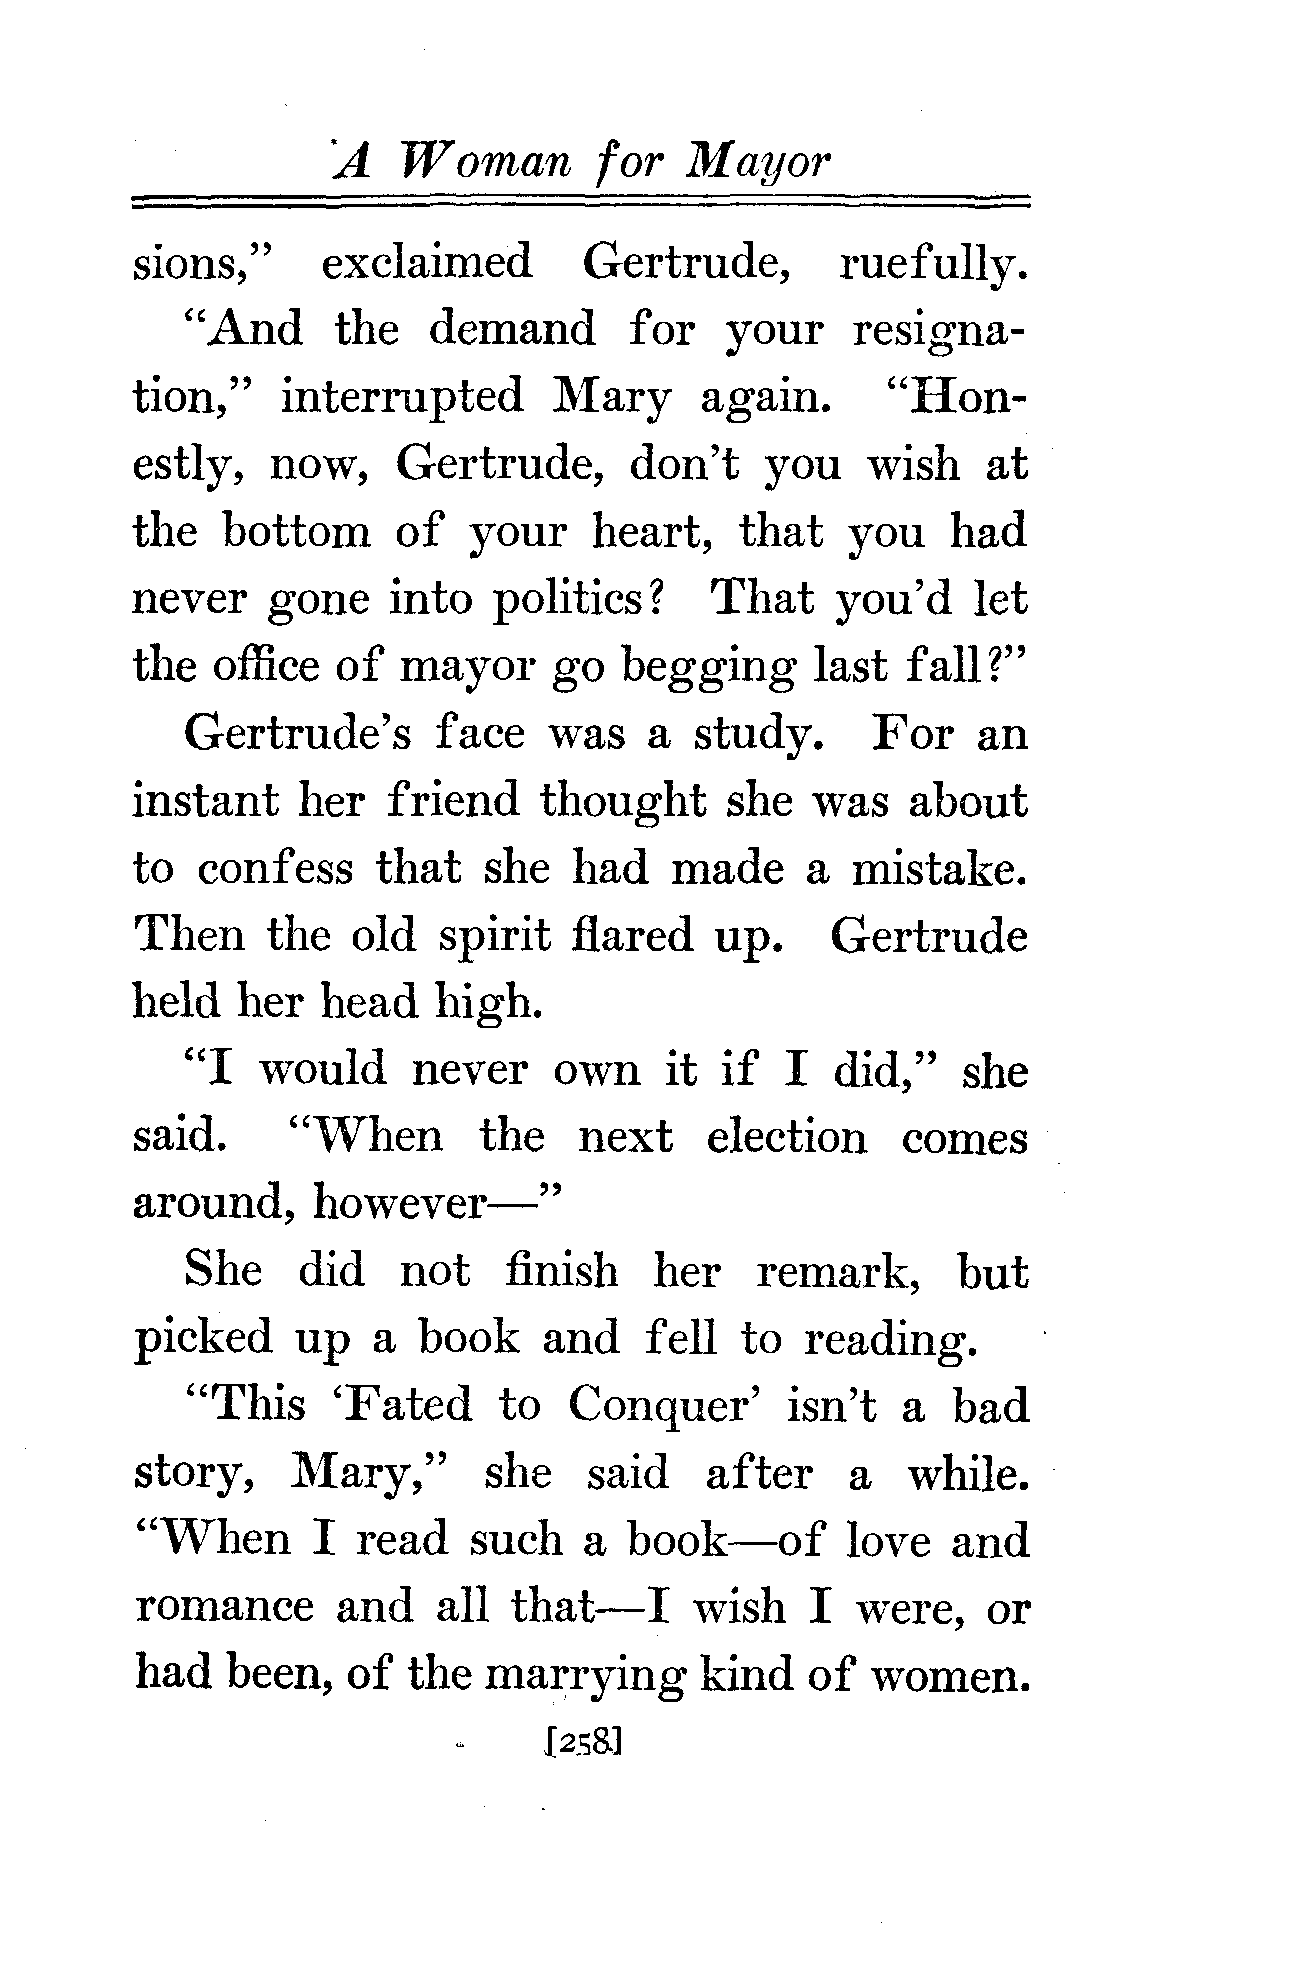 A Woman for Mayor
sions,” exclaimed Gertrude, ruefully.
“And the demand for your resigna-
tion,” interrupted Mary again. “Hon-
estly, now, Gertrude, don’t you wish at
the bottom of your heart, that you had
never gone into politics? That you’d let
the office of mayor go begging last fall?”
Gertrude’s face was a study. For an
instant her friend thought she was about
to confess that she had made a mistake.
Then the old spirit flared up. Gertrude
held her head high.
“I would never own it if I did,” she
said. “When the next election comes
around, however—”
She did not finish her remark, but
picked up a book and fell to reading.
“This ‘Fated to Conquer’ isn’t a bad
story, Mary,” she said after a while.
“When I read such a book—of love and
romance and all that—I wish I were, or
had been, of the marrying kind of women.
[258]